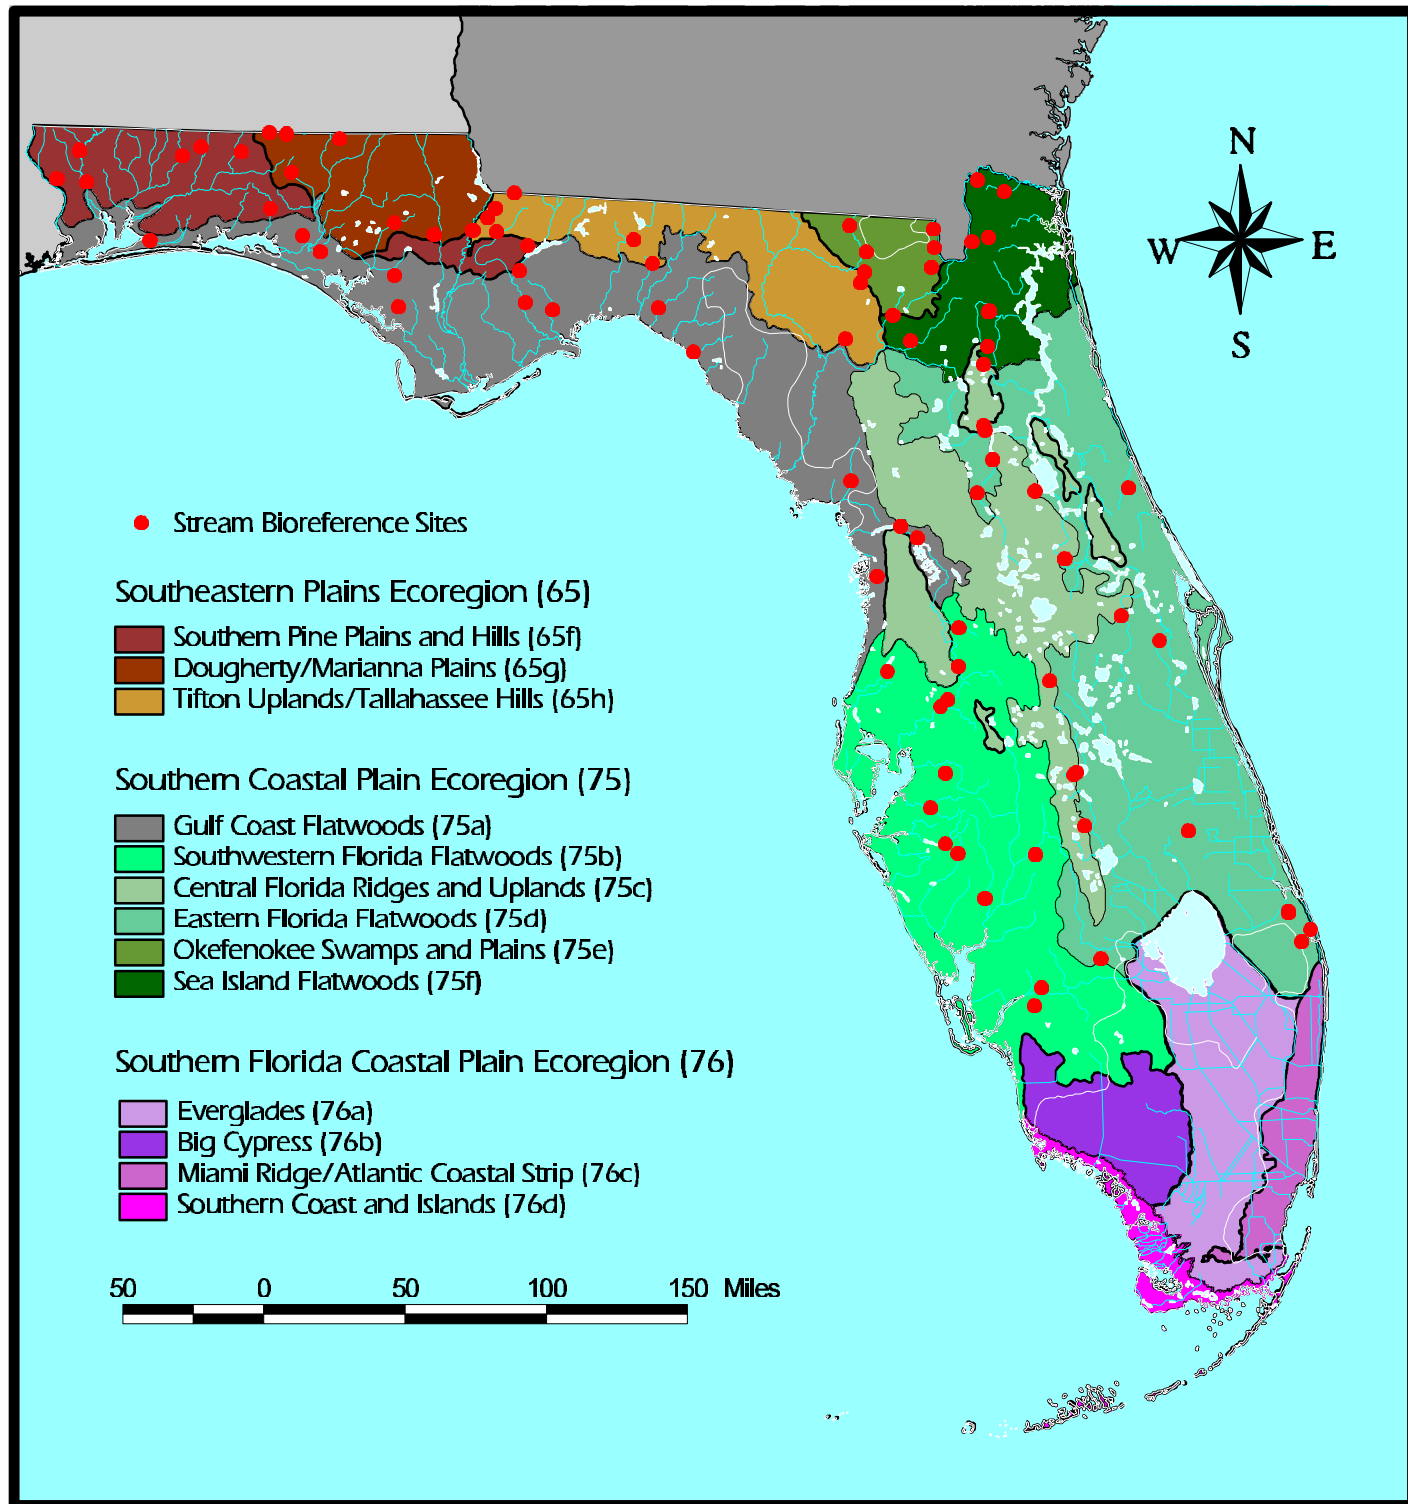 N
W
E
S
Stream Bioreference Sites
Southeastern Plains Ecoregion (65)
Southern Pine Plains and Hills (65f)
Dougherty/Marianna Plains (65g)
Tifton Uplands/Tallahassee Hills (65h)
Southern Coastal Plain Ecoregion (75)
Gulf Coast Flatwoods (75a)
Southwestern Florida Flatwoods (75b)
Central Florida Ridges and Uplands (75c)
Eastern Florida Flatwoods (75d)
Okefenokee Swamps and Plains (75e)
Sea Island Flatwoods (75f)
Southern Florida Coastal Plain Ecoregion (76)
Everglades (76a)
Big Cypress (76b)
Miami Ridge/Atlantic Coastal Strip (76c)
Southern Coast and Islands (76d)
50 0 50 100 150 Miles